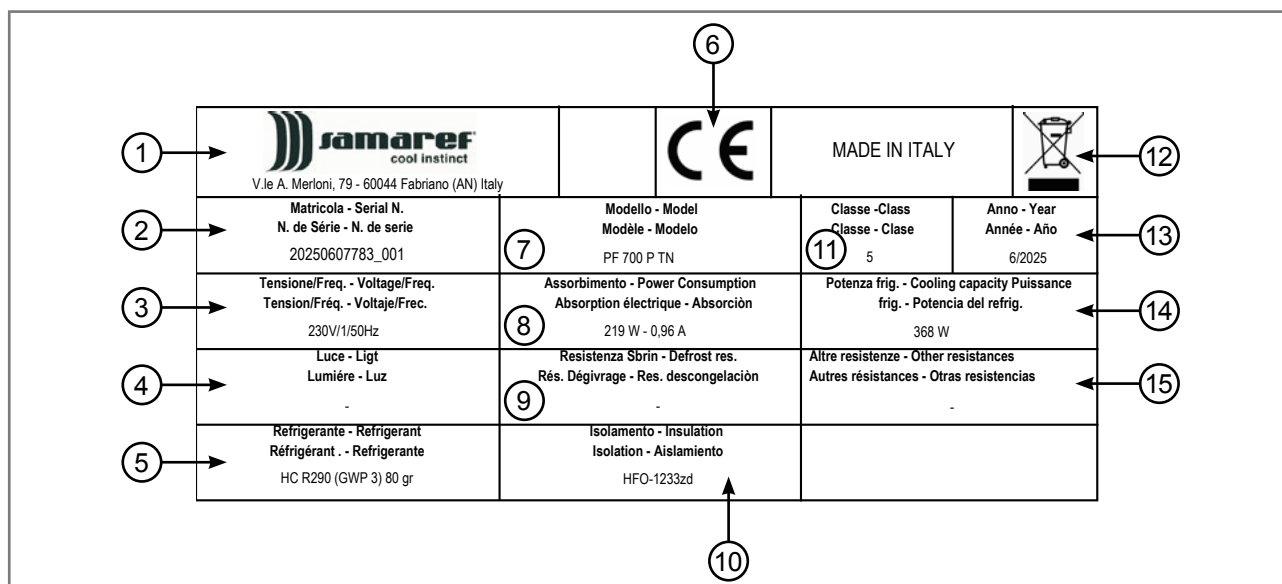 6
samaref
cool instinct
V.le A. Merloni, 79 - 60044 Fabriano (AN) Italy
CE
MADE IN ITALY
1
12
Matricola - Serial N.
N. de Série - N. de serie
20250607783_001
2
7
Modello - Model
Modèle - Modelo
PF 700 P TN
Classe -Class
Classe - Clase
11
5
Anno - Year
Année - Año
6/2025
13
Tensione/Freq. - Voltage/Freq.
Tension/Fréq. - Voltaje/Frec.
230V/1/50Hz
3
8
Assorbimento - Power Consumption
Absorption électrique - Absorciòn
219 W - 0,96 A
Potenza frig. - Cooling capacity Puissance
frig. - Potencia del refrig.
368 W
14
Luce - Ligt
Lumiére - Luz
-
4
9
Resistenza Sbrin - Defrost res.
Rés. Dégivrage - Res. descongelaciòn
-
Altre resistenze - Other resistances
Autres résistances - Otras resistencias
-
15
Refrigerante - Refrigerant
Réfrigérant . - Refrigerante
HC R290 (GWP 3) 80 gr
5
Isolamento - Insulation
Isolation - Aislamiento
HFO-1233zd
10